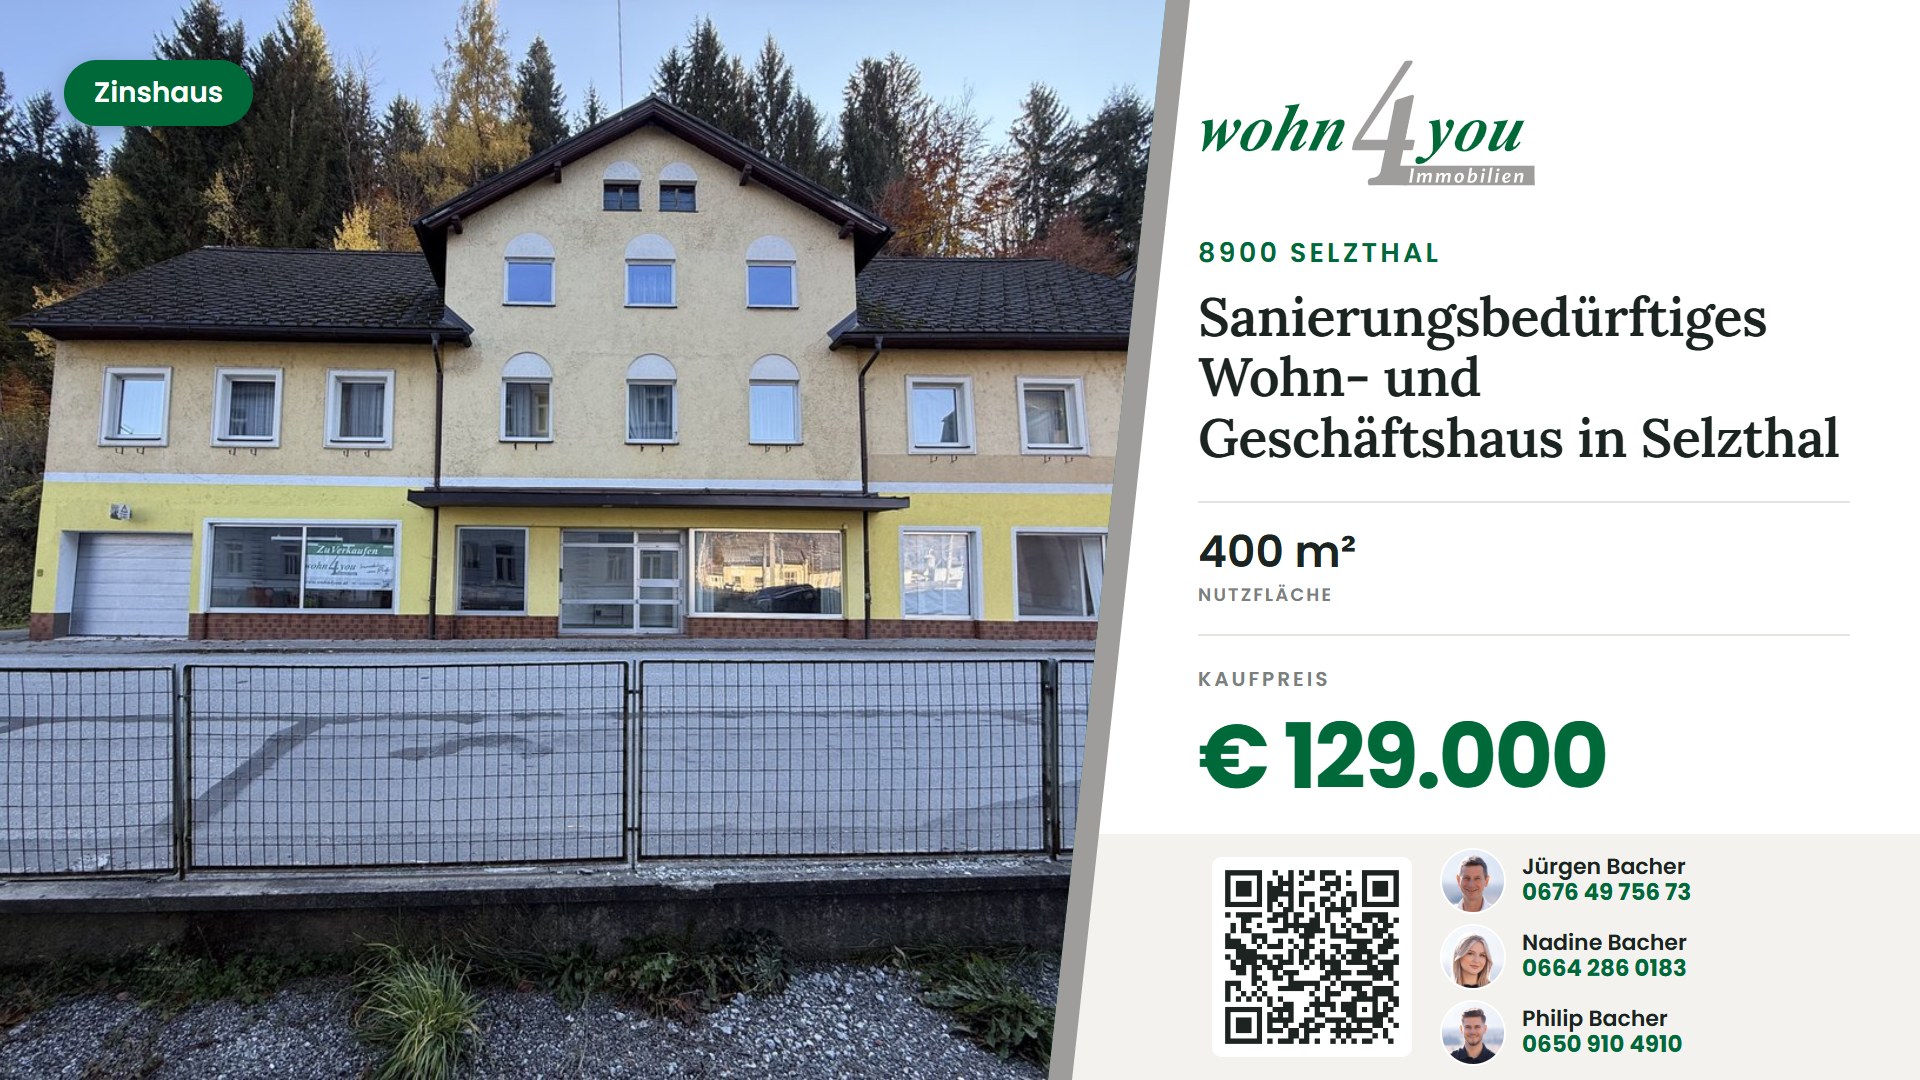 Zinshaus
wohn4you
Immobilien
8900 SELZTHAL
Sanierungsbedürftiges
Wohn- und
Geschäftshaus in Selzthal
400 m²
NUTZFLÄCHE
KAUFPREIS
€ 129.000
Zu Verkaufen
wohn4you
Jürgen Bacher
0676 49 756 73
Nadine Bacher
0664 286 0183
Philip Bacher
0650 910 4910